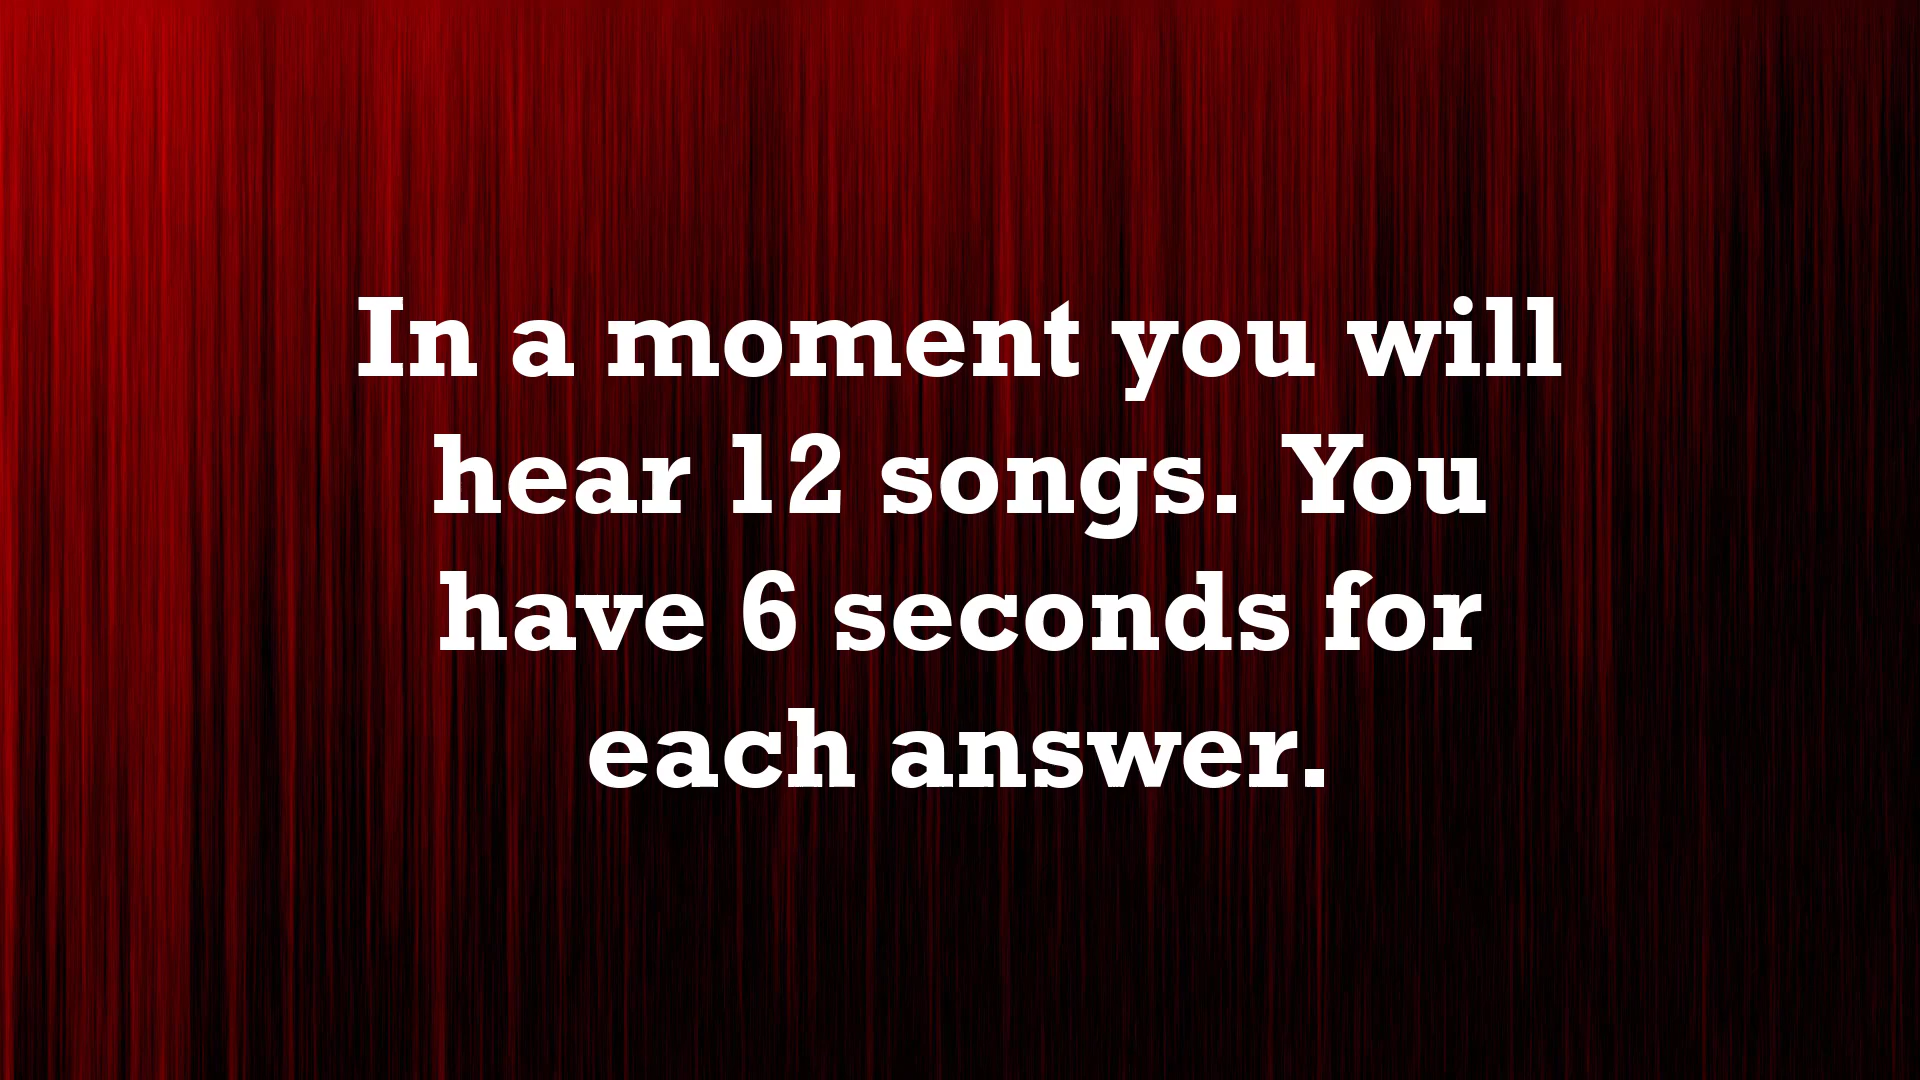 In a moment you will
hear 12 songs. You
have 6 seconds for
each answer.